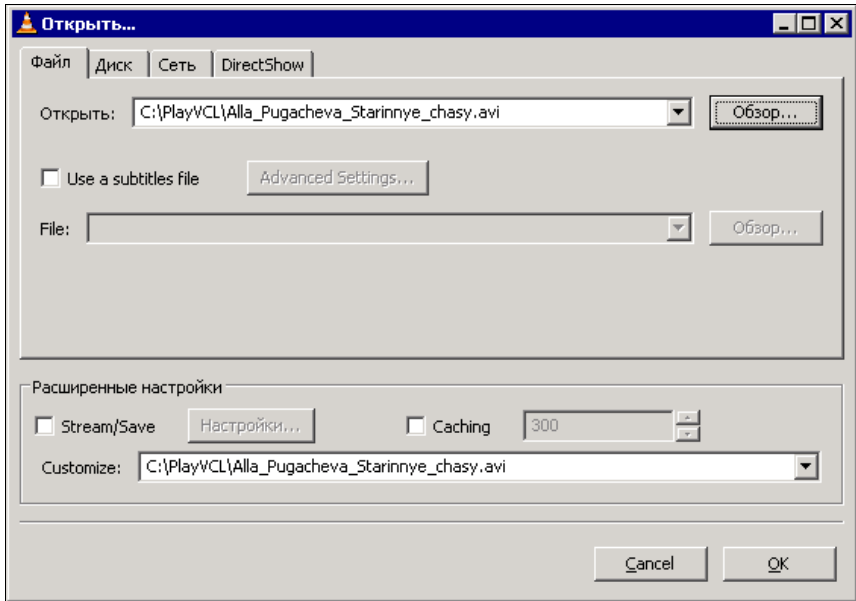 Открыть...
Файл Диск Сеть DirectShow
Открыть: C:\PlayVCL\Alla_Pugacheva_Starinnye_chasy.avi Обзор...
Use a subtitles file Advanced Settings...
File: Обзор...
Расширенные настройки
Stream/Save Настройки... Caching 300
Customize: C:\PlayVCL\Alla_Pugacheva_Starinnye_chasy.avi
Cancel OK